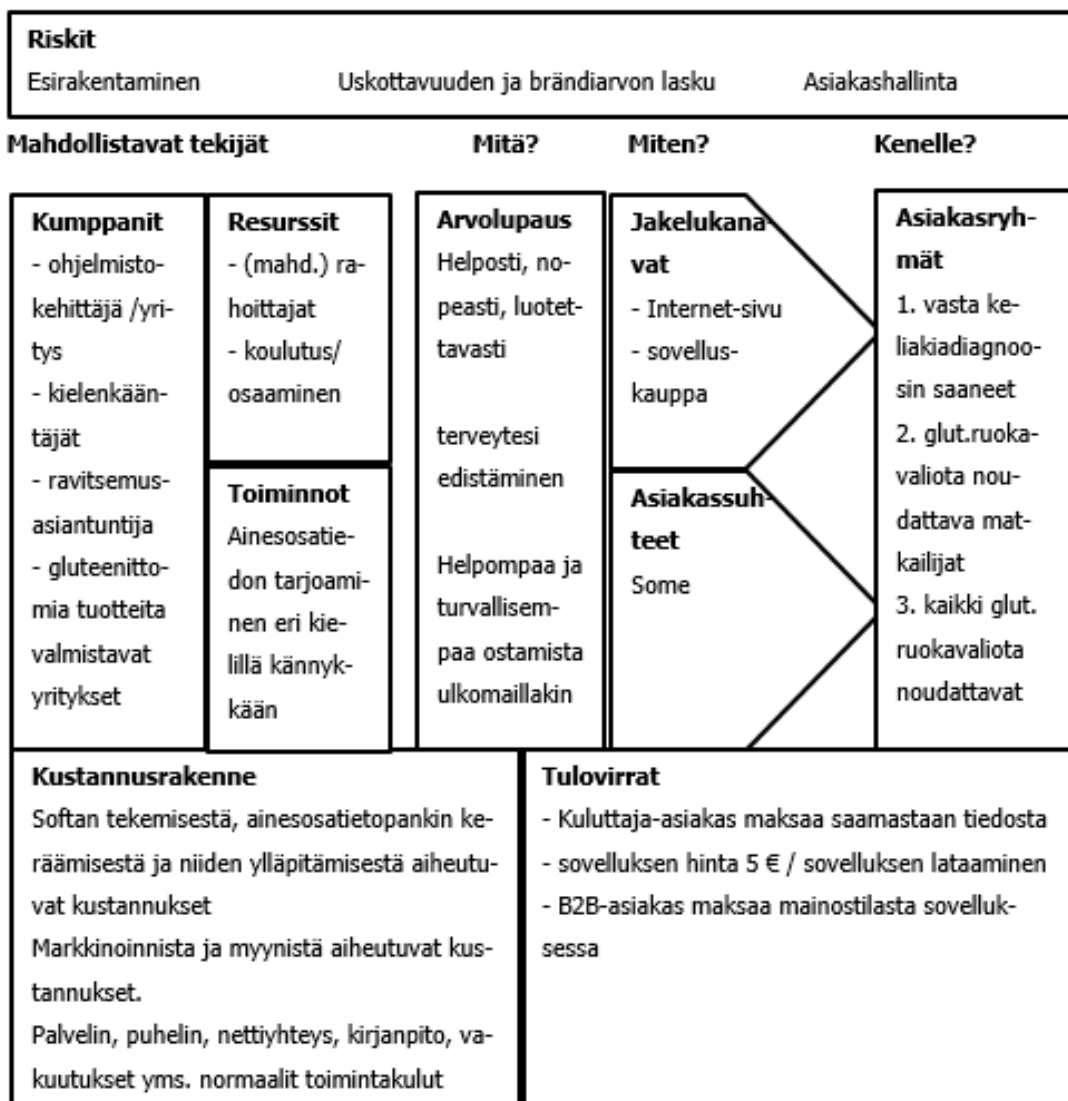 Riskit
Esirakentaminen Uskottavuuden ja brändiarvon lasku Asiakashallinta
Mahdollistavat tekijät Mitä? Miten? Kenelle?
Kumppanit
- ohjelmisto-
kehittäjä /yri-
tys
- kielenkään-
täjät
- ravitsemus-
asiantuntija
- gluteenitto-
mia tuotteita
valmistavat
yritykset
Resurssit
- (mahd.) ra-
hoittajat
- koulutus/
osaaminen
Toiminnot
Ainesosatie-
don tarjoami-
nen eri kie-
lillä kännyk-
kään
Arvolupaus
Helposti, no-
peasti, luotet-
tavasti
terveytesi
edistäminen
Helpompaa ja
turvallisem-
paa ostamista
ulkomaillakin
Jakelukana-
vat
- Internet-sivu
- sovellus-
kauppa
Asiakassuh-
teet
Some
Asiakasryh-
mät
1. vasta ke-
liakiadiagnoo-
sin saaneet
2. glut.ruoka-
valiota nou-
dattava mat-
kailijat
3. kaikki glut.
ruokavaliota
noudattavat
Kustannusrakenne
Softan tekemisestä, ainesosatietopankin ke-
räämisestä ja niiden ylläpitämisestä aiheutu-
vat kustannukset
Markkinoinnista ja myynistä aiheutuvat kus-
tannukset.
Palvelin, puhelin, nettiyhteys, kirjanpito, va-
kuutukset yms. normaalit toimintakulut
Tulovirrat
- Kuluttaja-asiakas maksaa saamastaan tiedosta
- sovelluksen hinta 5 € / sovelluksen lataaminen
- B2B-asiakas maksaa mainostilasta sovelluk-
sessa